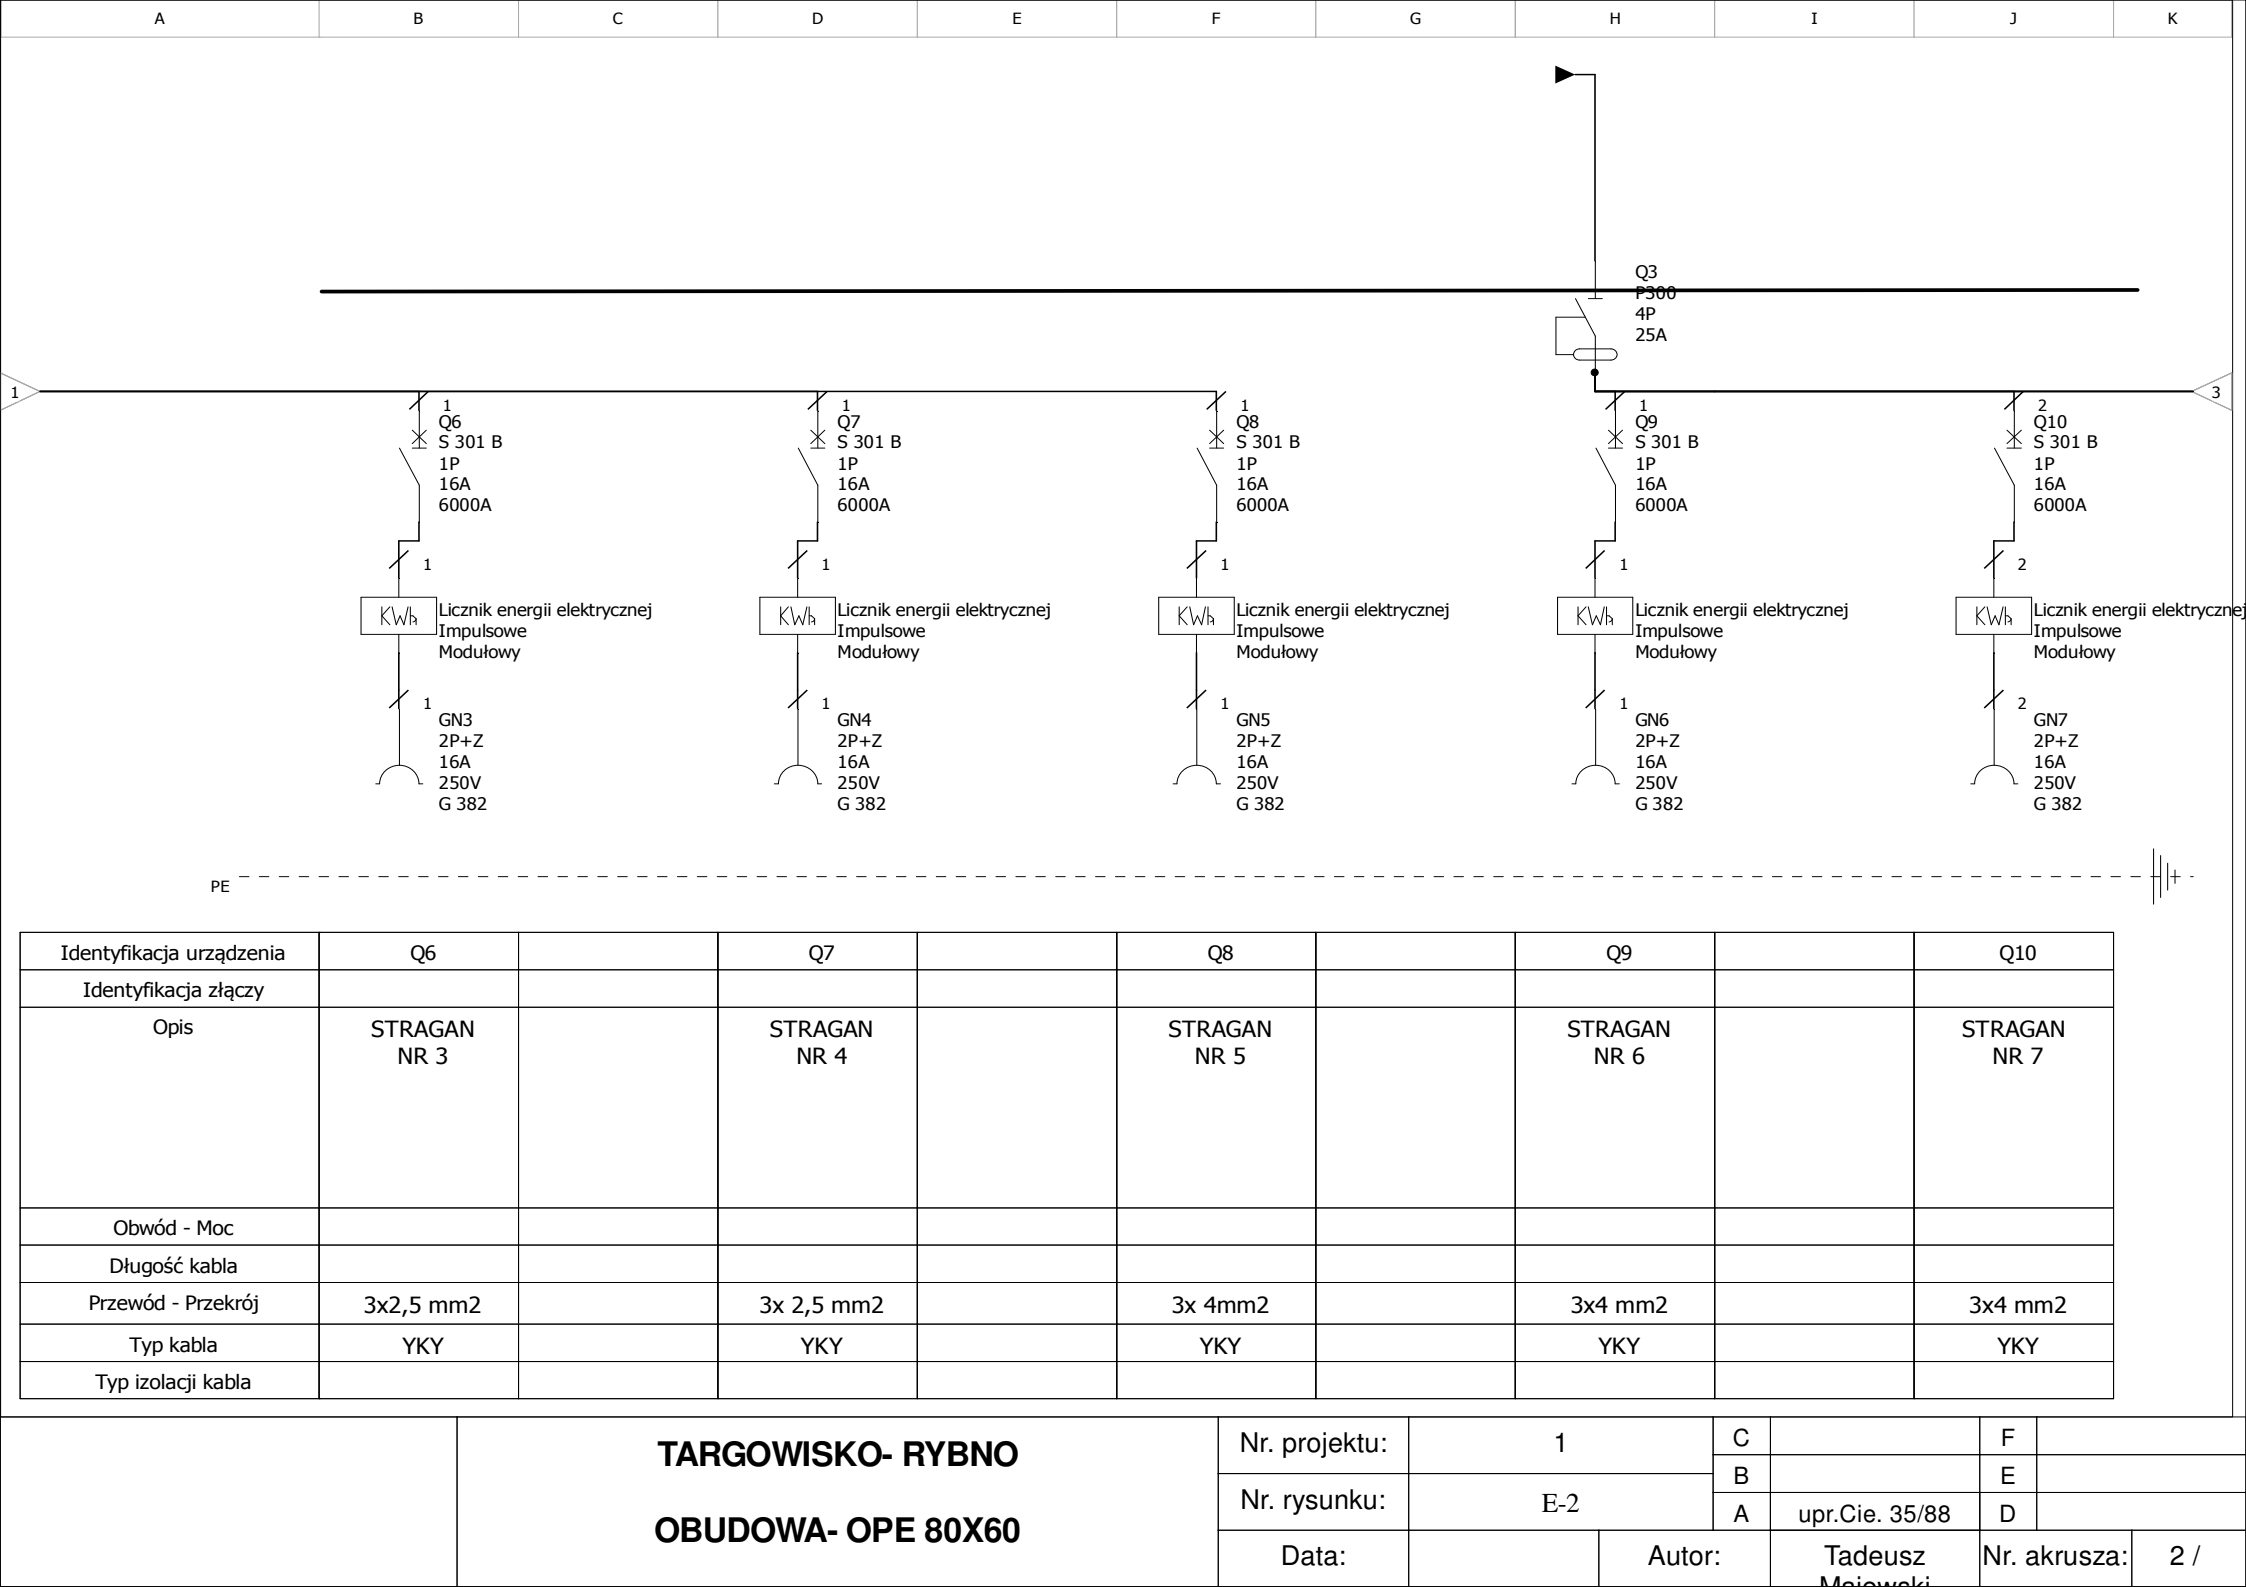 A B C D E F G H I J K
Q3
P300
4P
25A
1
3
1
Q6
S 301 B
1P
16A
6000A
1
KWh
Licznik energii elektrycznej
Impulsowe
Modułowy
1
GN3
2P+Z
16A
250V
G 382
1
Q7
S 301 B
1P
16A
6000A
1
KWh
Licznik energii elektrycznej
Impulsowe
Modułowy
1
GN4
2P+Z
16A
250V
G 382
1
Q8
S 301 B
1P
16A
6000A
1
KWh
Licznik energii elektrycznej
Impulsowe
Modułowy
1
GN5
2P+Z
16A
250V
G 382
1
Q9
S 301 B
1P
16A
6000A
1
KWh
Licznik energii elektrycznej
Impulsowe
Modułowy
1
GN6
2P+Z
16A
250V
G 382
2
Q10
S 301 B
1P
16A
6000A
2
KWh
Licznik energii elektrycznej
Impulsowe
Modułowy
2
GN7
2P+Z
16A
250V
G 382
PE
Identyfikacja urządzenia Q6 Q7 Q8 Q9 Q10
Identyfikacja złączy
Opis STRAGAN STRAGAN STRAGAN STRAGAN STRAGAN
NR 3 NR 4 NR 5 NR 6 NR 7
Obwód - Moc
Długość kabla
Przewód - Przekrój 3x2,5 mm2 3x 2,5 mm2 3x 4mm2 3x4 mm2 3x4 mm2
Typ kabla YKY YKY YKY YKY YKY
Typ izolacji kabla
TARGOWISKO- RYBNO
OBUDOWA- OPE 80X60
Nr. projektu: 1
Nr. rysunku: E-2
C F
B E
A upr.Cie. 35/88 D
Data: Autor: Tadeusz
Majewski
Nr. akrusza: 2 /